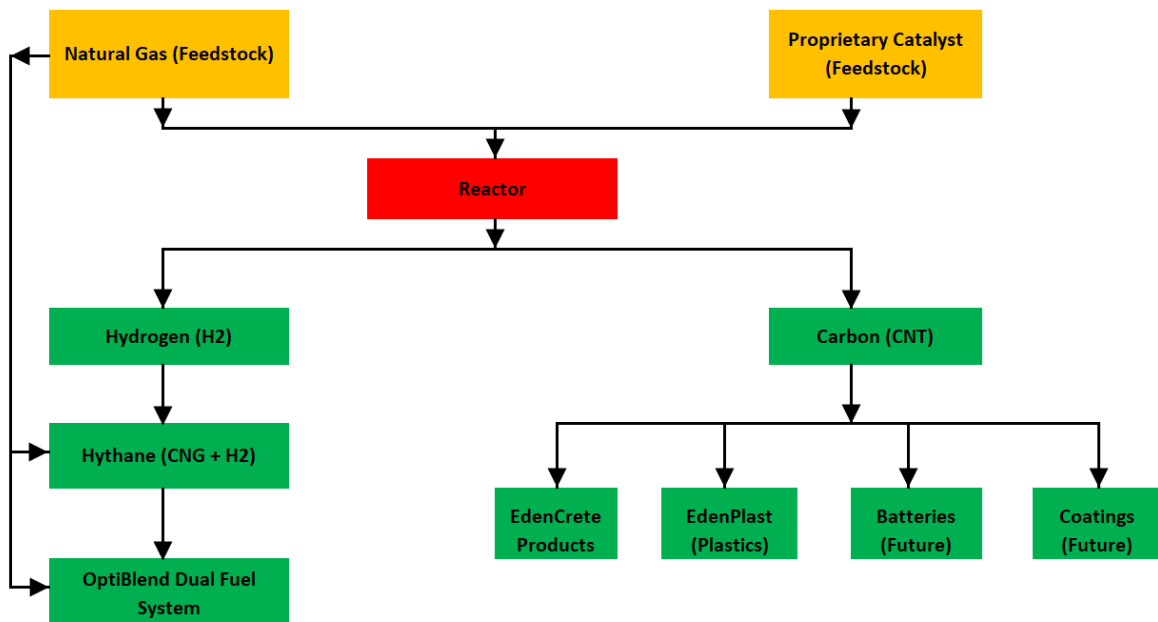 Natural Gas (Feedstock)
Proprietary Catalyst
(Feedstock)
Reactor
Hydrogen (H2)
Carbon (CNT)
Hythane (CNG + H2)
EdenCrete
Products
EdenPlast
(Plastics)
Batteries
(Future)
Coatings
(Future)
OptiBlend Dual Fuel
System